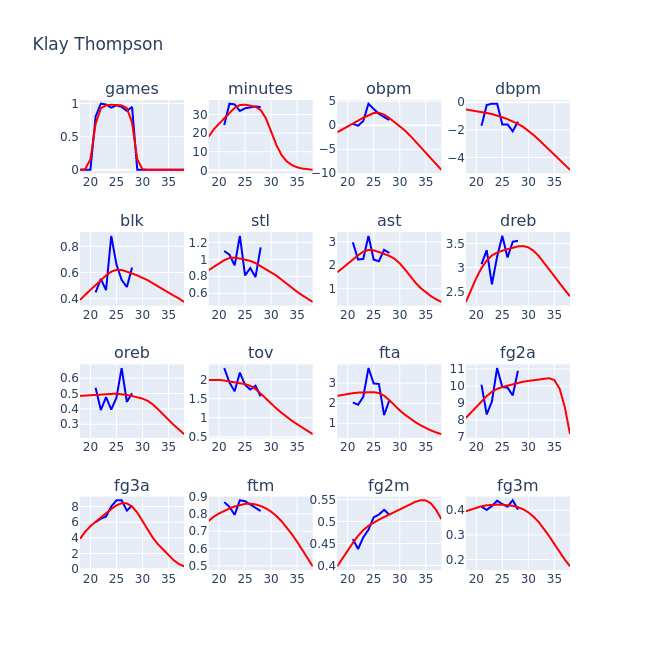 Klay Thompson
games minutes obpm dbpm
1 0.5 0 20 25 30 35
30 20 10 0 20 25 30 35
5 0 −5 −10 20 25 30 35
0 −2 −4 20 25 30 35
blk stl ast dreb
0.8 0.6 0.4 20 25 30 35
1.2 1 0.8 0.6 20 25 30 35
3 2 1 20 25 30 35
3.5 3 2.5 20 25 30 35
oreb tov fta fg2a
0.6 0.5 0.4 0.3 20 25 30 35
2 1.5 1 0.5 20 25 30 35
3 2 1 20 25 30 35
11 10 9 8 7 20 25 30 35
fg3a ftm fg2m fg3m
8 6 4 2 0 20 25 30 35
0.9 0.8 0.7 0.6 0.5 20 25 30 35
0.55 0.5 0.45 0.4 20 25 30 35
0.4 0.3 0.2 20 25 30 35